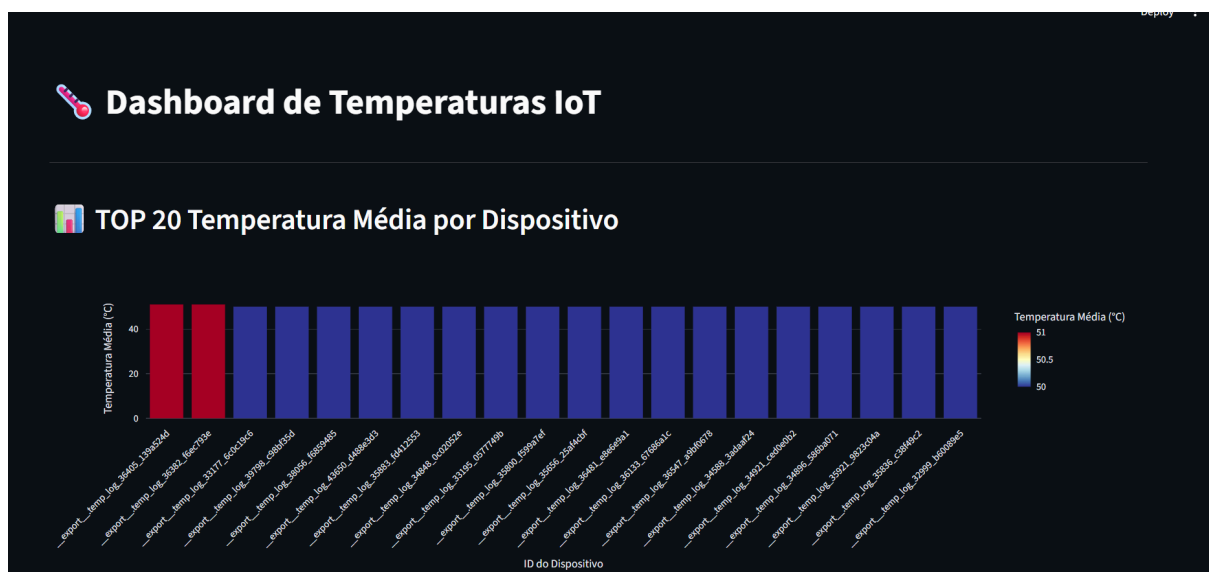 Deploy
Dashboard de Temperaturas IoT
TOP 20 Temperatura Média por Dispositivo
Temperatura Média (°C)
40
20
0
__export__.temp_log_36405_139a524d
__export__.temp_log_36382_f6ec793e
__export__.temp_log_33177_6c0c19c6
__export__.temp_log_39798_c98bf35d
__export__.temp_log_38056_f6859485
__export__.temp_log_43650_d488e3d3
__export__.temp_log_35883_fd412553
__export__.temp_log_34848_0c02052e
__export__.temp_log_33195_0577749b
__export__.temp_log_35800_f599a7ef
__export__.temp_log_35656_25af4cbf
__export__.temp_log_36481_e8e6e9a1
__export__.temp_log_36133_67686a1c
__export__.temp_log_36547_a9bf0678
__export__.temp_log_34588_3adaaf24
__export__.temp_log_34921_ced0e0b2
__export__.temp_log_34896_586ba071
__export__.temp_log_35921_9823c04a
__export__.temp_log_35836_c38f49c2
__export__.temp_log_32999_b60089e5
ID do Dispositivo
Temperatura Média (°C)
51
50.5
50